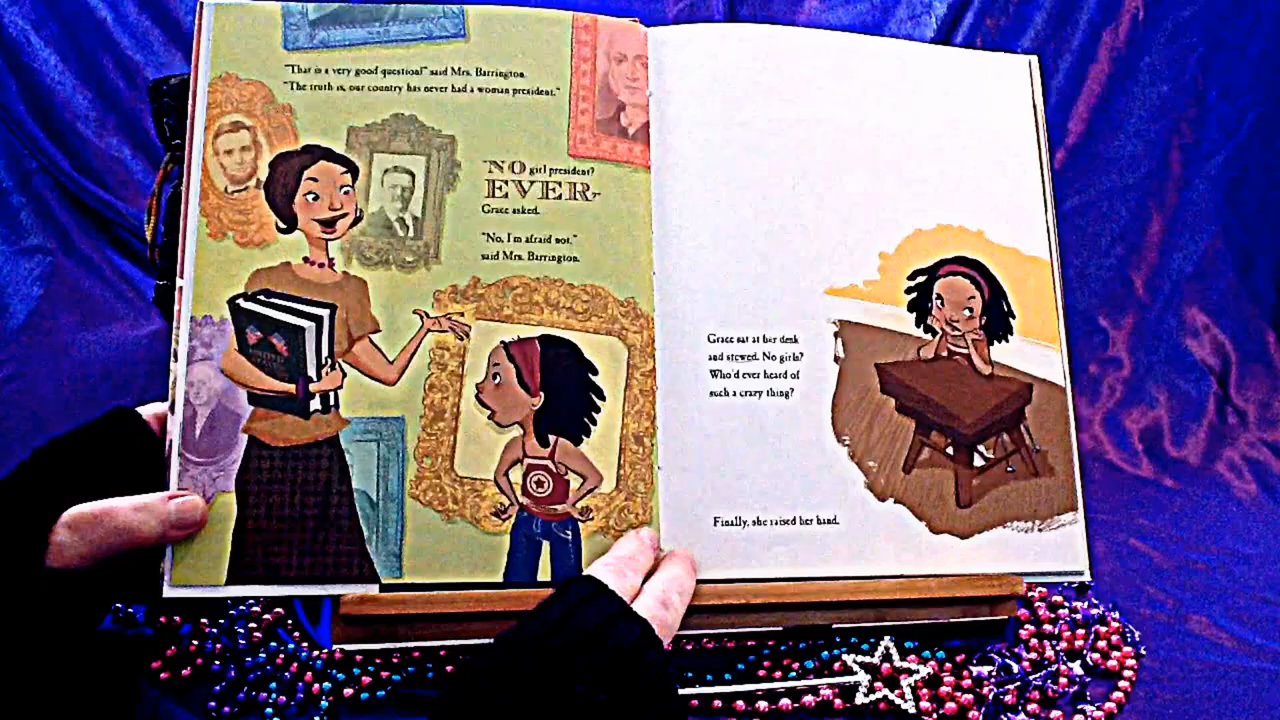 "That is a very good question!" said Mrs. Barrington.
"The truth is, our country has never had a woman president."
"NO girl president?
EVER?"
Grace asked.
"No, I'm afraid not,"
said Mrs. Barrington.
Grace sat at her desk
and stewed. No girls?
Who'd ever heard of
such a crazy thing?
Finally, she raised her hand.